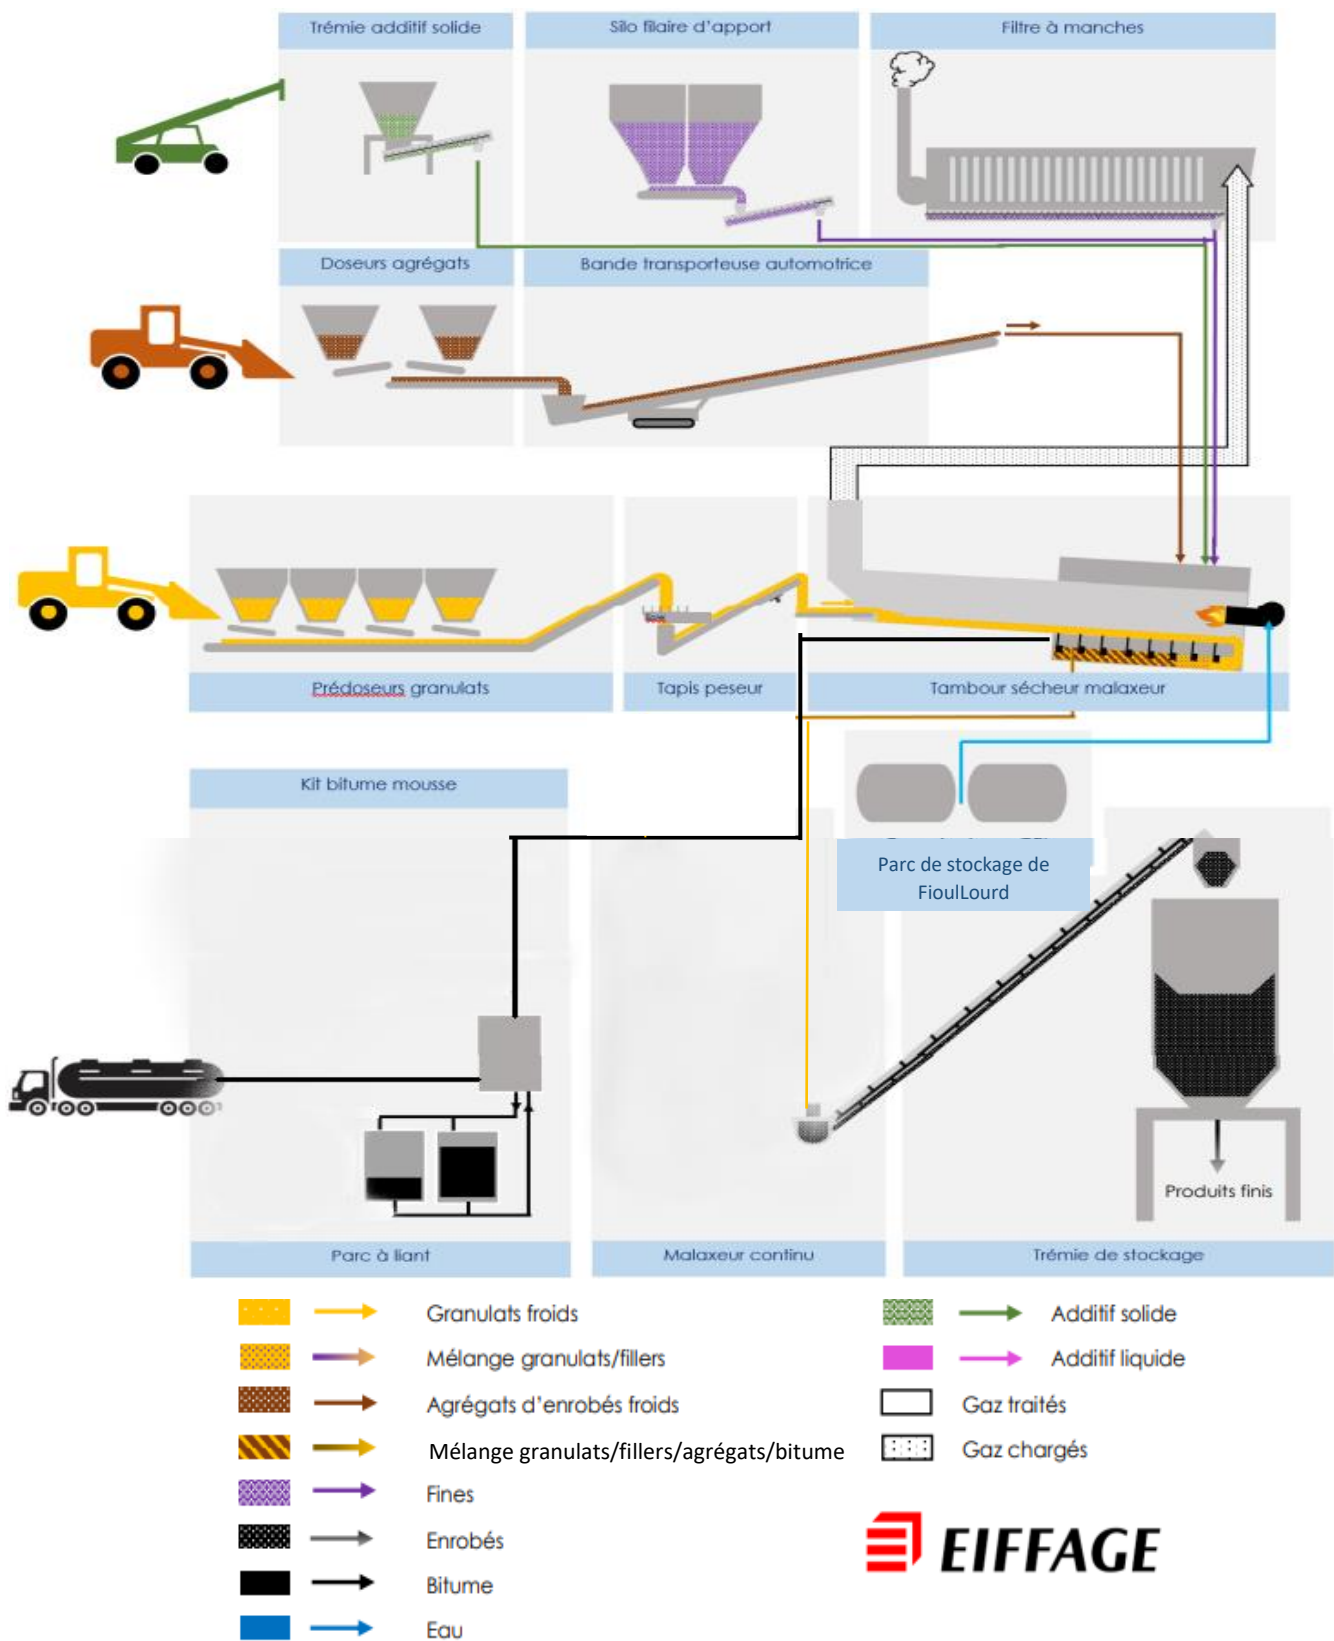 Trémie additif solide
Silo filaire d'apport
Filtre à manches
Doseurs agrégats
Bande transporteuse automotrice
Prédoseurs granulats
Tapis peseur
Tambour sécheur malaxeur
Kit bitume mousse
Parc de stockage de
FioulLourd
Produits finis
Parc à liant
Malaxeur continu
Trémie de stockage
Granulats froids
Mélange granulats/fillers
Agrégats d'enrobés froids
Mélange granulats/fillers/agrégats/bitume
Fines
Enrobés
Bitume
Eau
Additif solide
Additif liquide
Gaz traités
Gaz chargés
EIFFAGE